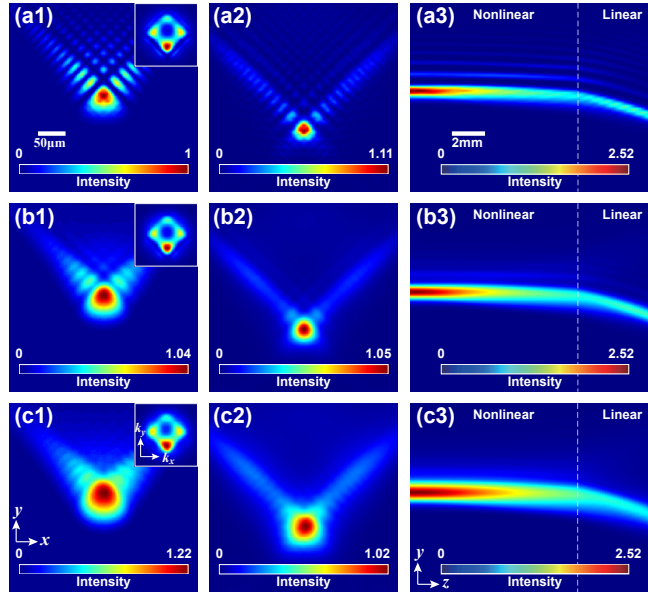 (a1)
(a2)
(a3)
Nonlinear
Linear
50μm
2mm
0
1
0
1.11
0
2.52
Intensity
Intensity
Intensity
(b1)
(b2)
(b3)
Nonlinear
Linear
0
1.04
0
1.05
0
2.52
Intensity
Intensity
Intensity
(c1)
(c2)
(c3)
Nonlinear
Linear
ky
kx
y
x
0
1.22
0
1.02
0
2.52
y
z
Intensity
Intensity
Intensity